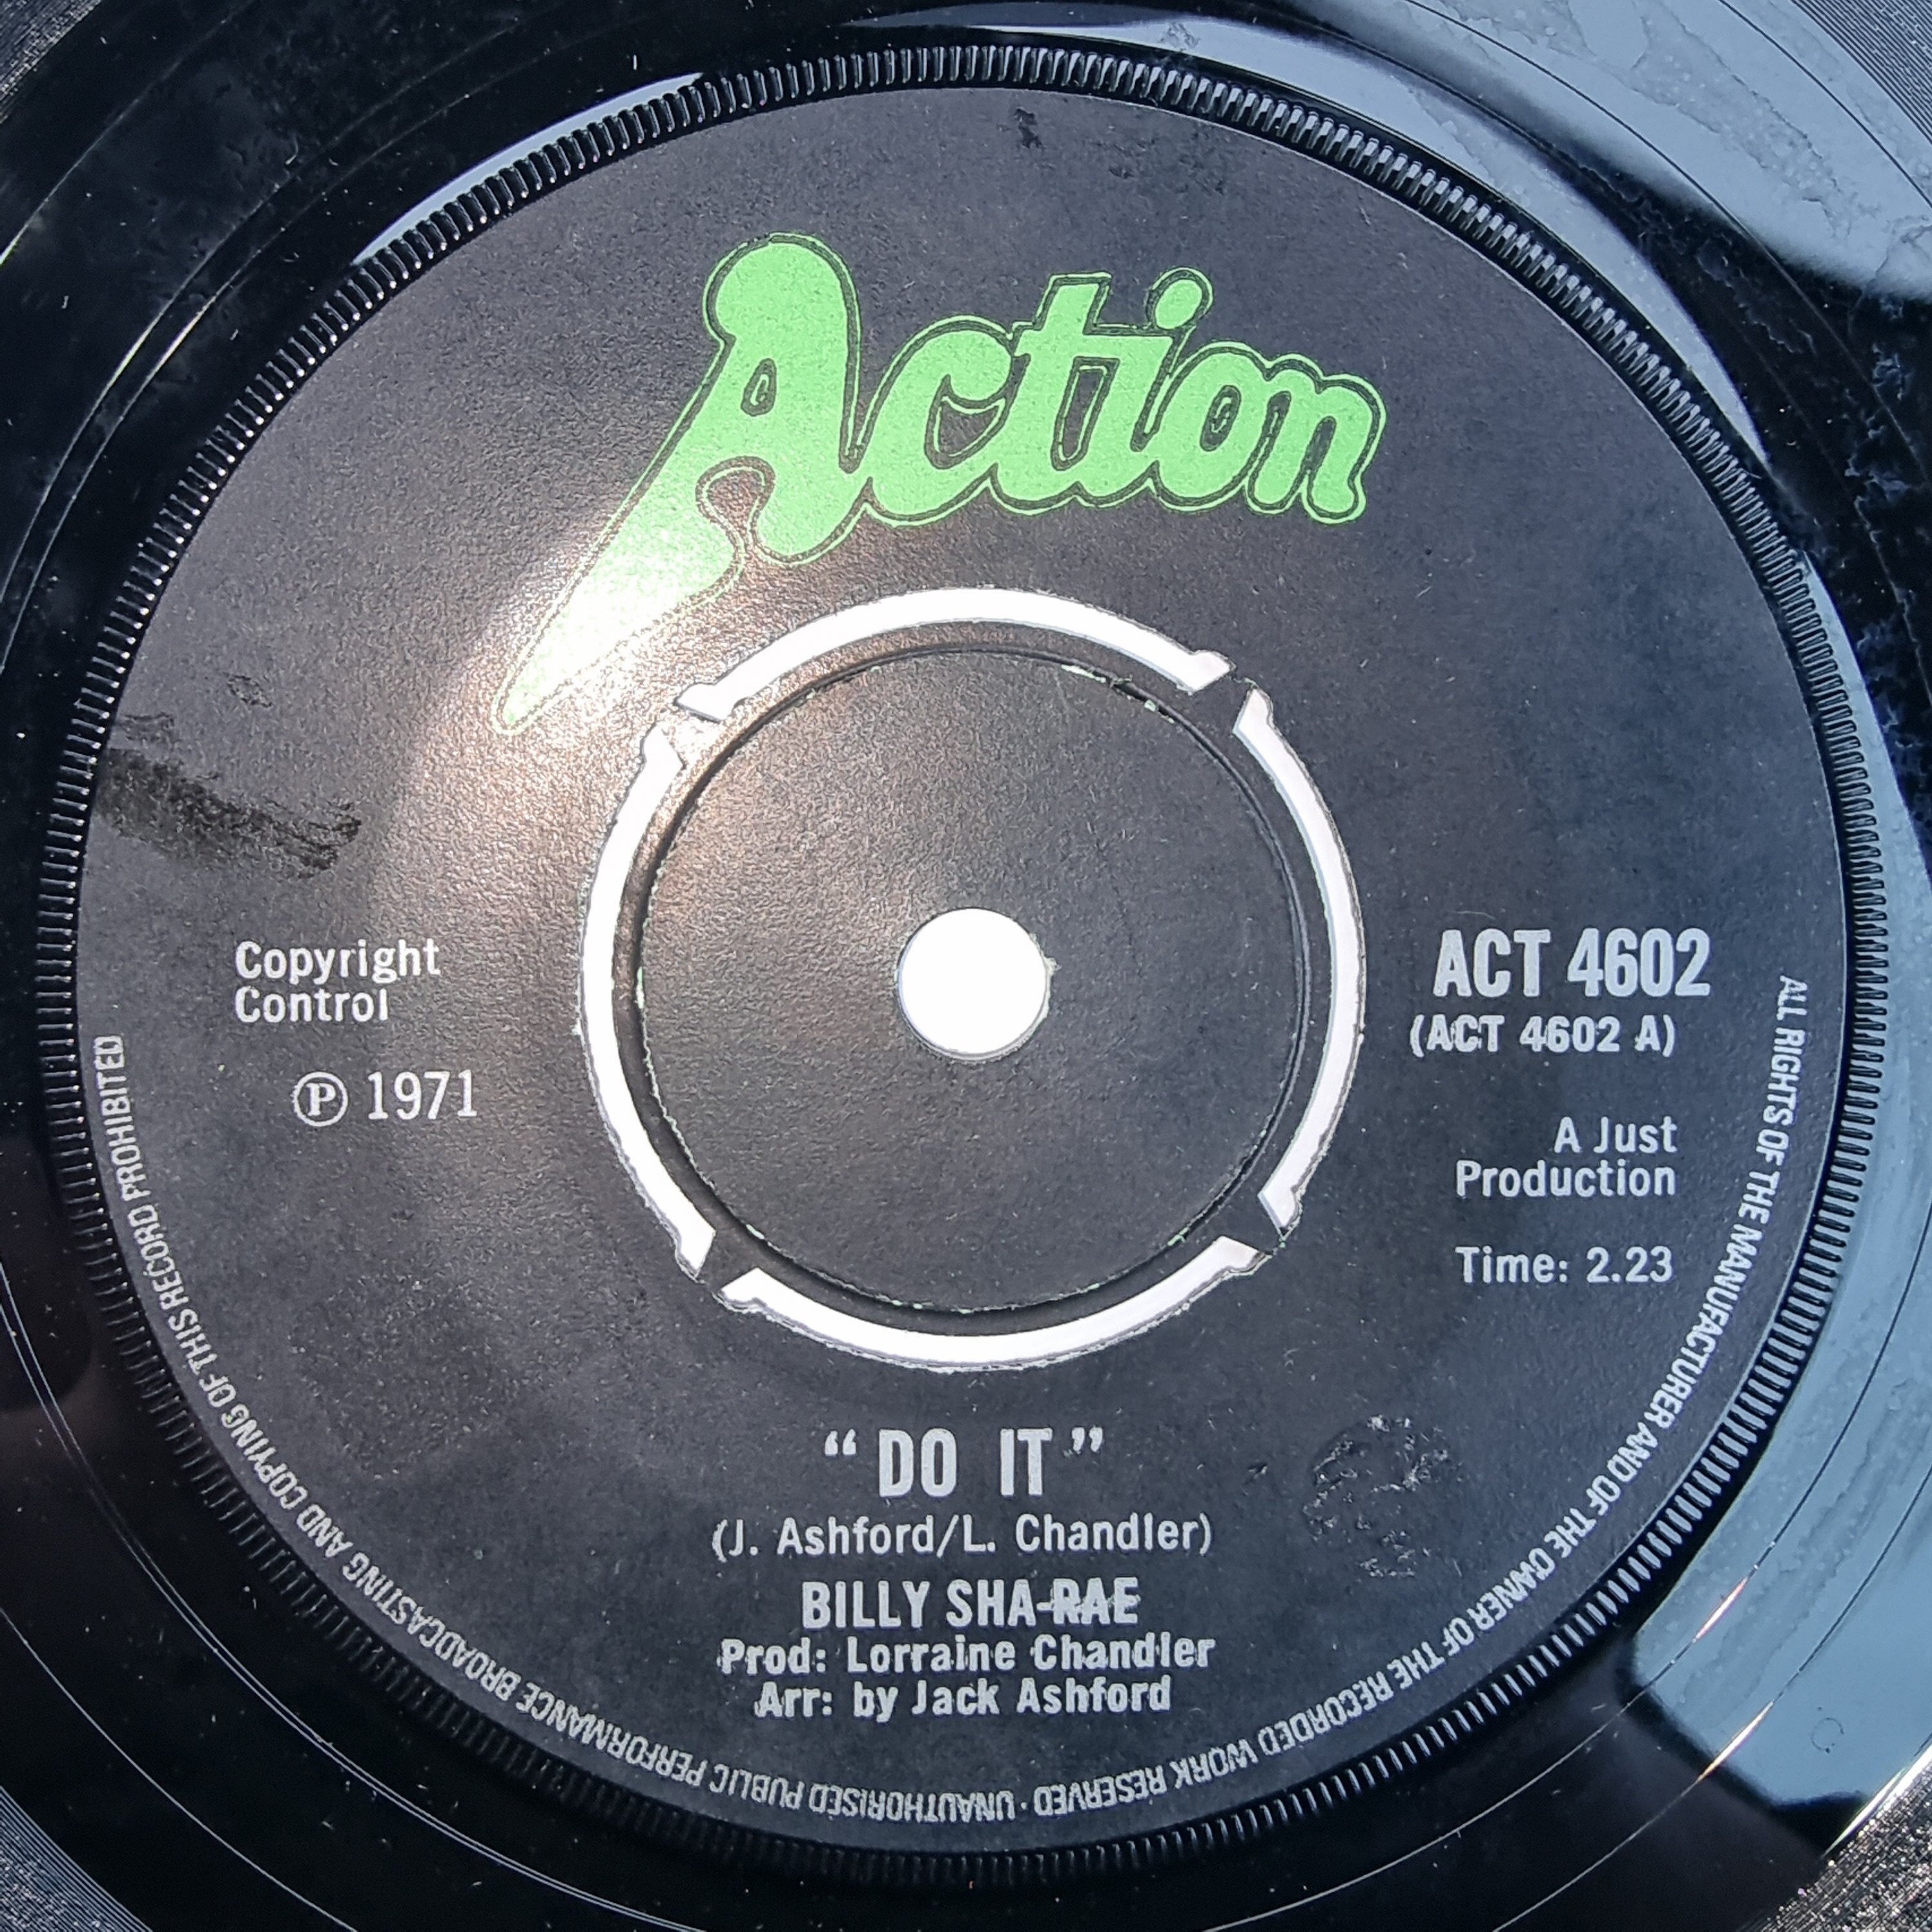 Action
Copyright
Control
Ⓟ 1971
ACT 4602
(ACT 4602 A)
A Just
Production
Time: 2.23
“ DO IT ”
(J. Ashford/L. Chandler)
BILLY SHA-RAE
Prod: Lorraine Chandler
Arr: by Jack Ashford
ALL RIGHTS OF THE MANUFACTURER AND OF THE OWNER OF THE RECORDED WORK RESERVED · UNAUTHORISED PUBLIC PERFORMANCE BROADCASTING AND COPYING OF THIS RECORD PROHIBITED